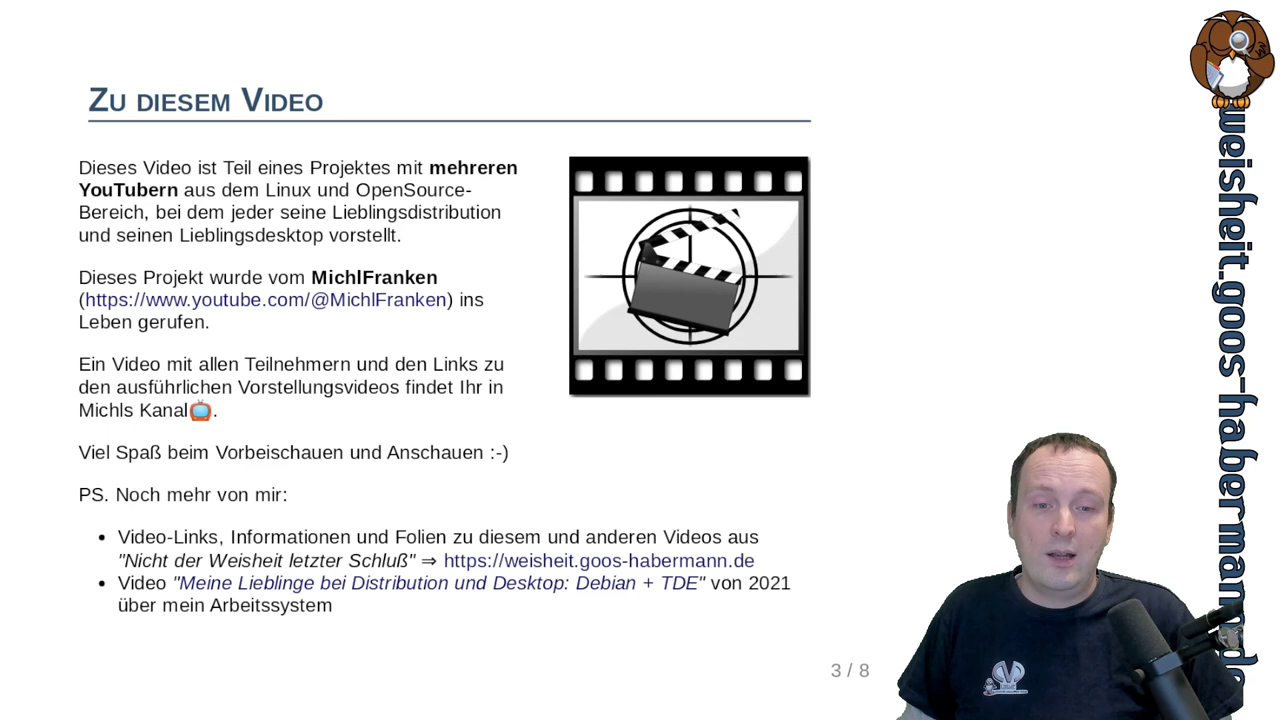 Zu diesem Video
Dieses Video ist Teil eines Projektes mit mehreren
YouTubern aus dem Linux und OpenSource-
Bereich, bei dem jeder seine Lieblingsdistribution
und seinen Lieblingsdesktop vorstellt.
Dieses Projekt wurde vom MichlFranken
(https://www.youtube.com/@MichlFranken) ins
Leben gerufen.
Ein Video mit allen Teilnehmern und den Links zu
den ausführlichen Vorstellungsvideos findet Ihr in
Michls Kanal📺.
Viel Spaß beim Vorbeischauen und Anschauen :-)
PS. Noch mehr von mir:
• Video-Links, Informationen und Folien zu diesem und anderen Videos aus
"Nicht der Weisheit letzter Schluß" ⇒ https://weisheit.goos-habermann.de
• Video "Meine Lieblinge bei Distribution und Desktop: Debian + TDE" von 2021
über mein Arbeitssystem
3 / 8
weisheit.goos-habermann.de